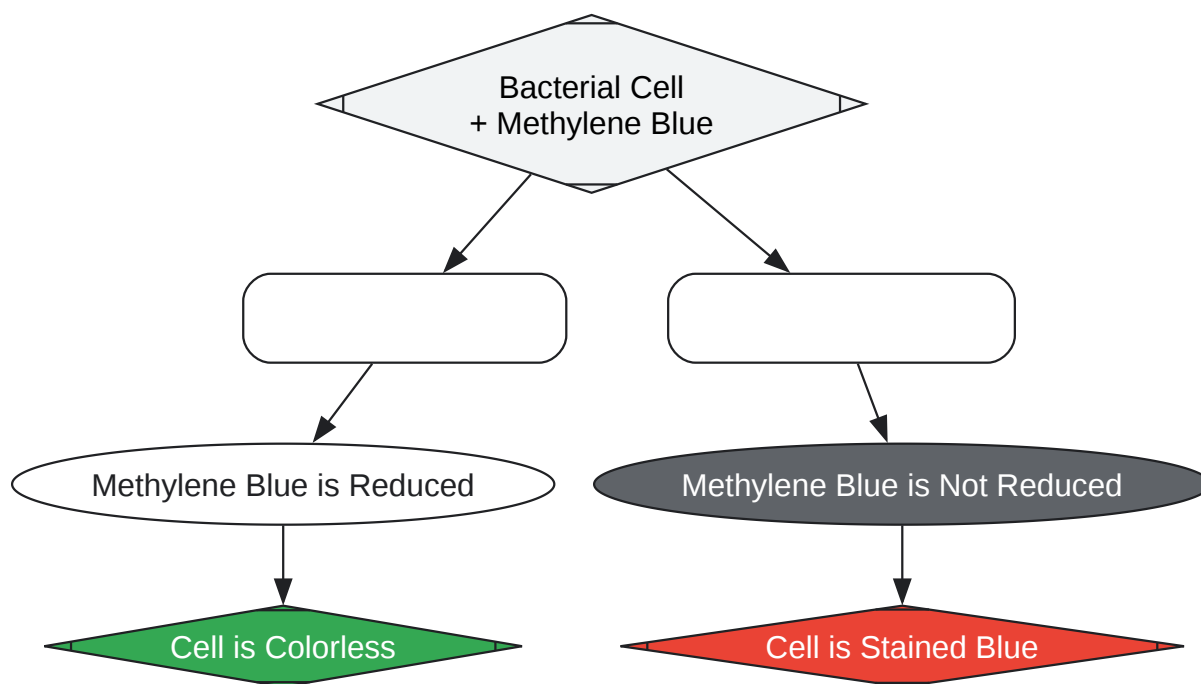 Bacterial Cell
+ Methylene Blue
Methylene Blue is Reduced
Methylene Blue is Not Reduced
Cell is Colorless
Cell is Stained Blue